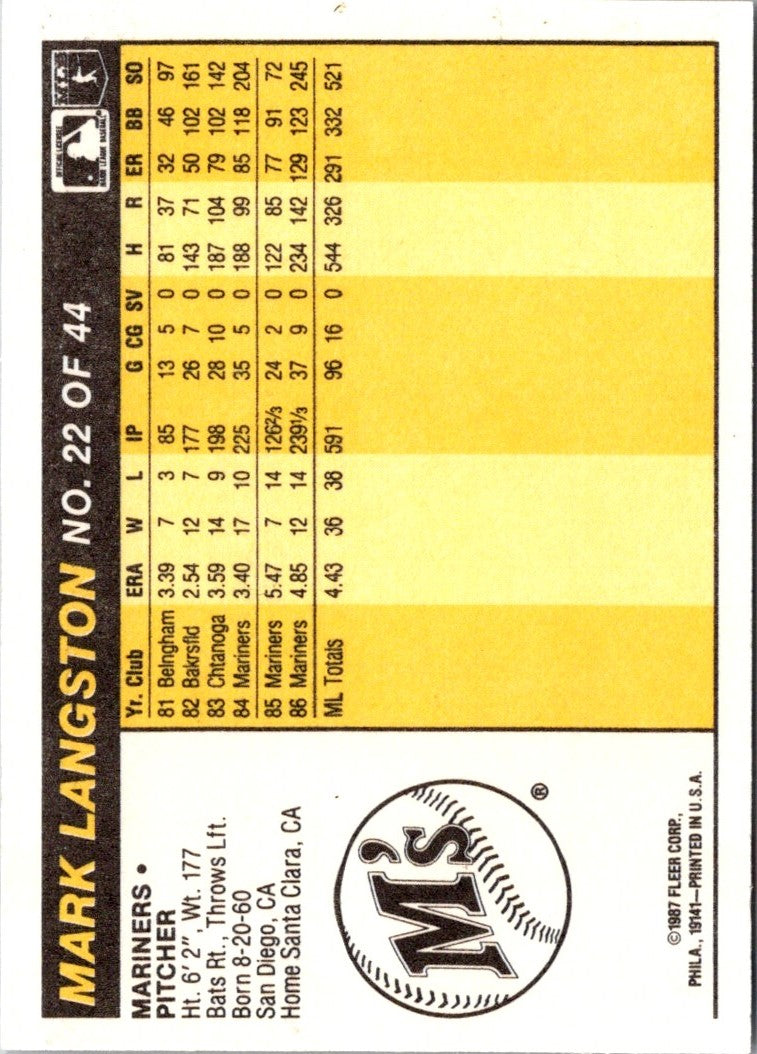 MARK LANGSTON NO. 22 OF 44
OFFICIAL LICENSEE
MAJOR LEAGUE BASEBALL
MARINERS •
PITCHER
Ht. 6' 2", Wt. 177
Bats Rt., Throws Lft.
Born 8-20-60
San Diego, CA
Home Santa Clara, CA
M's
®
©1987 FLEER CORP.,
PHILA., 19141—PRINTED IN U.S.A.
Yr. Club ERA W L IP G CG SV H R ER BB SO
81 Belngham 3.39 7 3 85 13 5 0 81 37 32 46 97
82 Bakrsfld 2.54 12 7 177 26 7 0 143 71 50 102 161
83 Chtanoga 3.59 14 9 198 28 10 0 187 104 79 102 142
84 Mariners 3.40 17 10 225 35 5 0 188 99 85 118 204
85 Mariners 5.47 7 14 126⅔ 24 2 0 122 85 77 91 72
86 Mariners 4.85 12 14 239⅓ 37 9 0 234 142 129 123 245
ML Totals 4.43 36 38 591 96 16 0 544 326 291 332 521